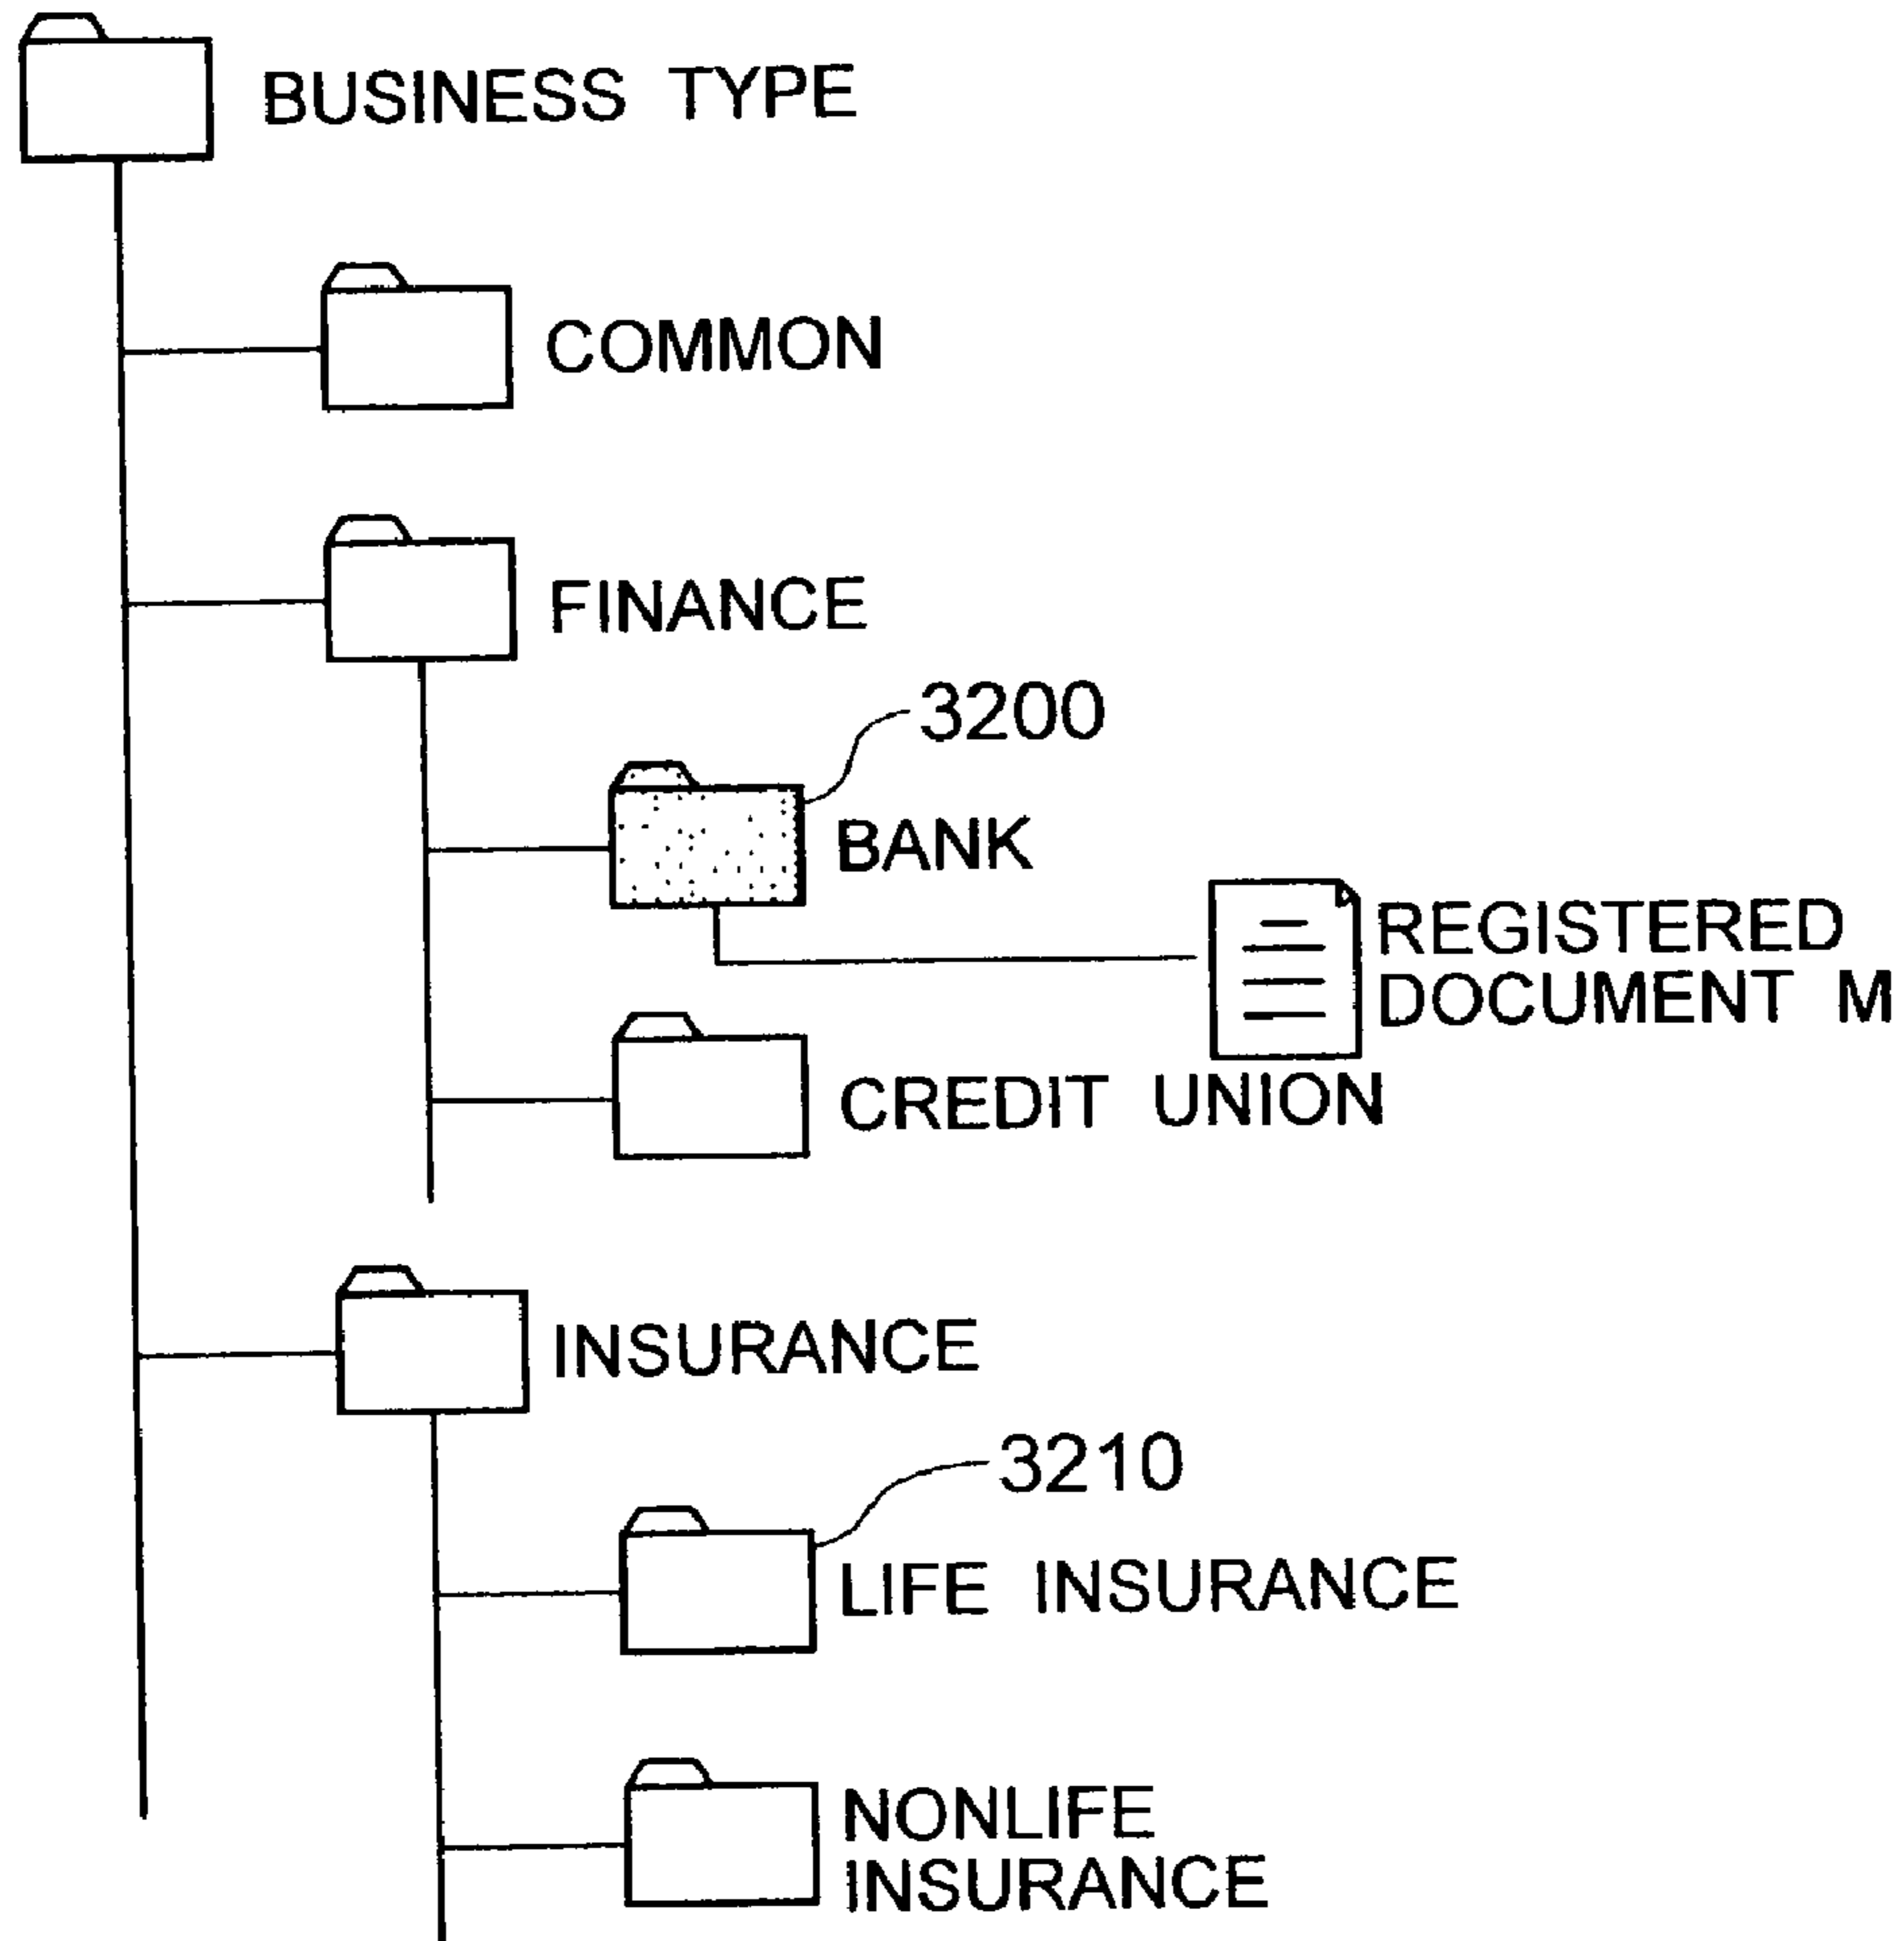 BUSINESS TYPE
COMMON
FINANCE
3200
BANK
REGISTERED
DOCUMENT M
CREDIT UNION
INSURANCE
3210
LIFE INSURANCE
NONLIFE
INSURANCE